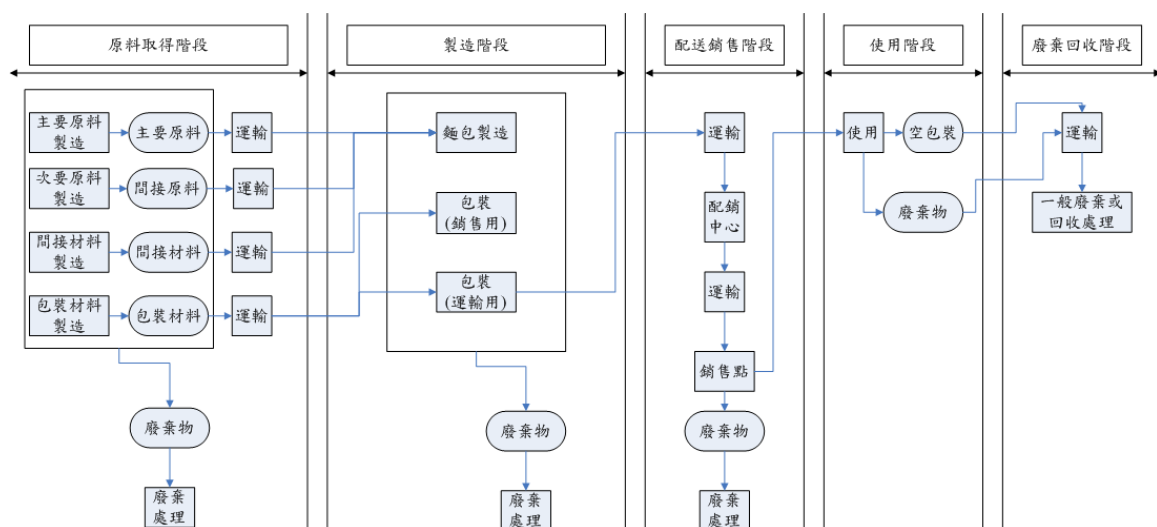 原料取得階段
製造階段
配送銷售階段
使用階段
廢棄回收階段
主要原料
製造
主要原料
運輸
次要原料
製造
間接原料
運輸
間接材料
製造
間接材料
運輸
包裝材料
製造
包裝材料
運輸
廢棄物
廢棄
處理
麵包製造
包裝
(銷售用)
包裝
(運輸用)
廢棄物
廢棄
處理
運輸
配銷
中心
運輸
銷售點
廢棄物
廢棄
處理
使用
空包裝
廢棄物
運輸
一般廢棄或
回收處理